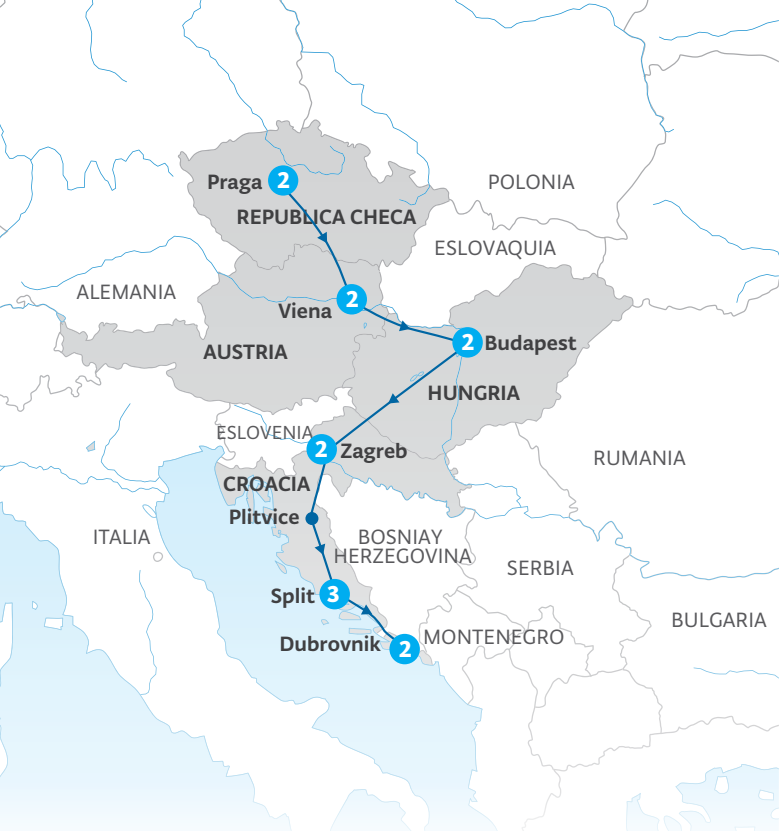 Praga 2
POLONIA
REPUBLICA CHECA
ESLOVAQUIA
ALEMANIA
Viena 2
2 Budapest
AUSTRIA
HUNGRIA
ESLOVENIA
2 Zagreb
RUMANIA
CROACIA
Plitvice
ITALIA
BOSNIAY
HERZEGOVINA
SERBIA
Split 3
BULGARIA
MONTENEGRO
Dubrovnik 2